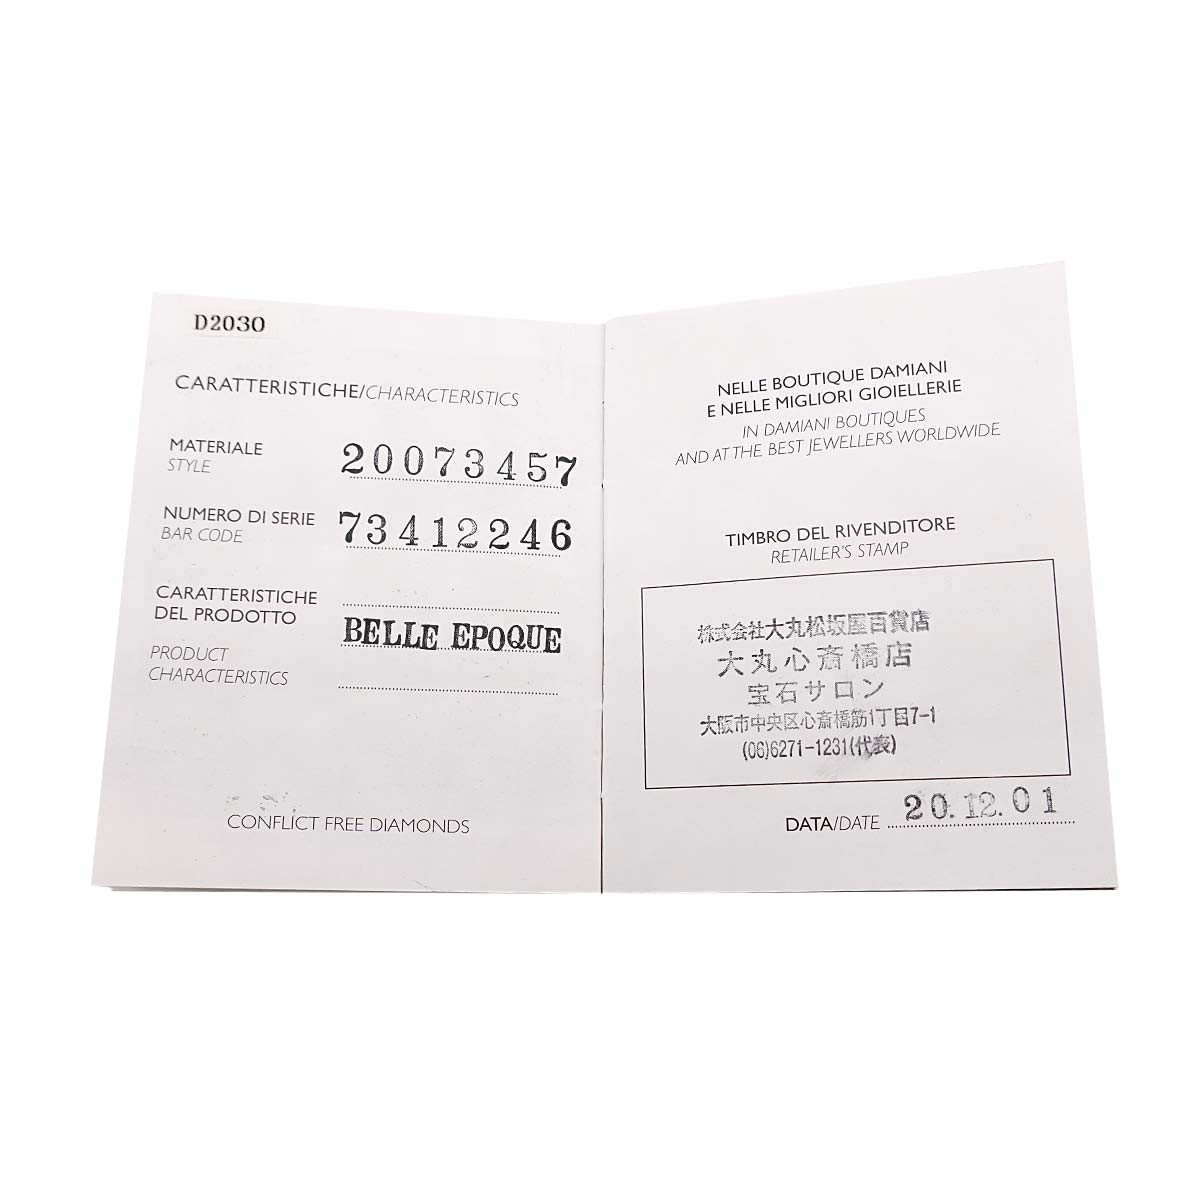 D2030
CARATTERISTICHE/CHARACTERISTICS
MATERIALE
STYLE
20073457
NUMERO DI SERIE
BAR CODE
73412246
CARATTERISTICHE
DEL PRODOTTO
BELLE EPOQUE
PRODUCT
CHARACTERISTICS
CONFLICT FREE DIAMONDS
NELLE BOUTIQUE DAMIANI
E NELLE MIGLIORI GIOIELLERIE
IN DAMIANI BOUTIQUES
AND AT THE BEST JEWELLERS WORLDWIDE
TIMBRO DEL RIVENDITORE
RETAILER'S STAMP
株式会社大丸松坂屋百貨店
大丸心斎橋店
宝石サロン
大阪市中央区心斎橋筋1丁目7-1
(06)6271-1231(代表)
DATA/DATE 20.12.01